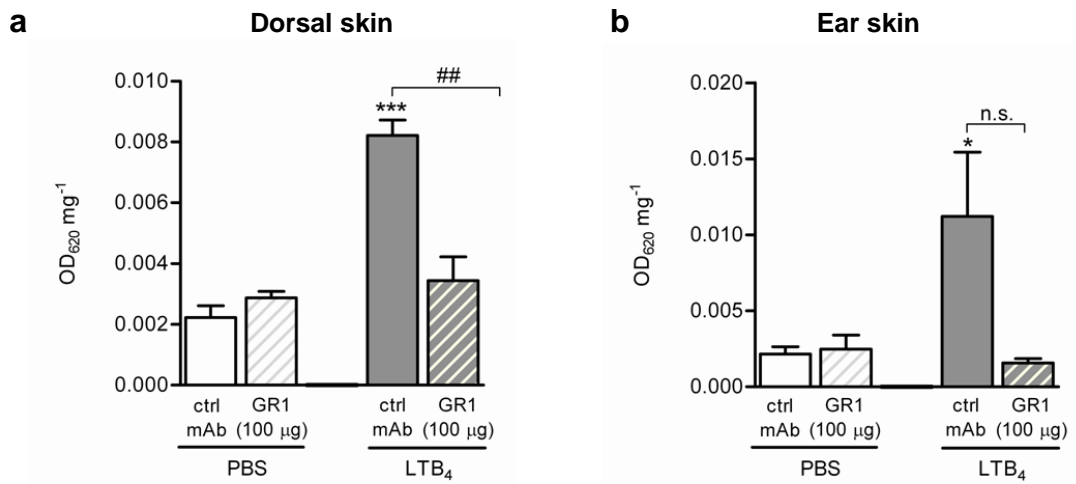 a
Dorsal skin
OD620 mg-1
0.010
0.008
0.006
0.004
0.002
0.000
***
##
ctrl mAb
GR1 (100 µg)
ctrl mAb
GR1 (100 µg)
PBS
LTB4
b
Ear skin
OD620 mg-1
0.020
0.015
0.010
0.005
0.000
*
n.s.
ctrl mAb
GR1 (100 µg)
ctrl mAb
GR1 (100 µg)
PBS
LTB4